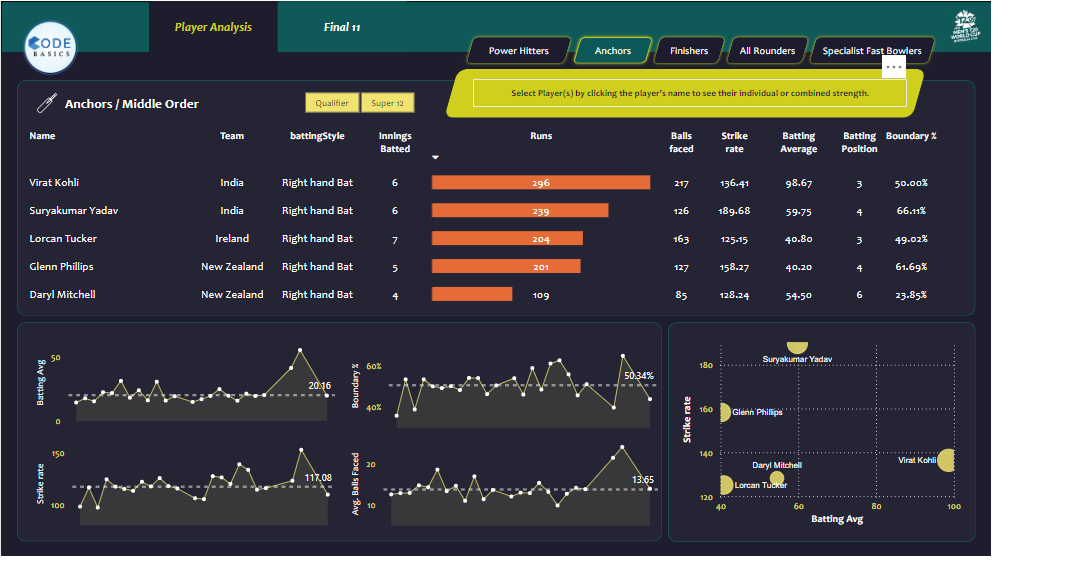 CODE
BASICS
Player Analysis
Final 11
MEN'S T20
WORLD CUP
Power Hitters
Anchors
Finishers
All Rounders
Specialist Fast Bowlers
...
Select Player(s) by clicking the player's name to see their individual or combined strength.
Anchors / Middle Order
Qualifier
Super 12
Name Team battingStyle Innings Batted Runs Balls faced Strike rate Batting Average Batting Position Boundary %
Virat Kohli India Right hand Bat 6 296 217 136.41 98.67 3 50.00%
Suryakumar Yadav India Right hand Bat 6 239 126 189.68 59.75 4 66.11%
Lorcan Tucker Ireland Right hand Bat 7 204 163 125.15 40.80 3 49.02%
Glenn Phillips New Zealand Right hand Bat 5 201 127 158.27 40.20 4 61.69%
Daryl Mitchell New Zealand Right hand Bat 4 109 85 128.24 54.50 6 23.85%
Batting Avg
50
0
20.16
Boundary %
60%
40%
50.34%
Strike rate
150
100
117.08
Avg. Balls Faced
20
10
13.65
Strike rate
180
160
140
120
Suryakumar Yadav
Glenn Phillips
Virat Kohli
Daryl Mitchell
Lorcan Tucker
40 60 80 100
Batting Avg